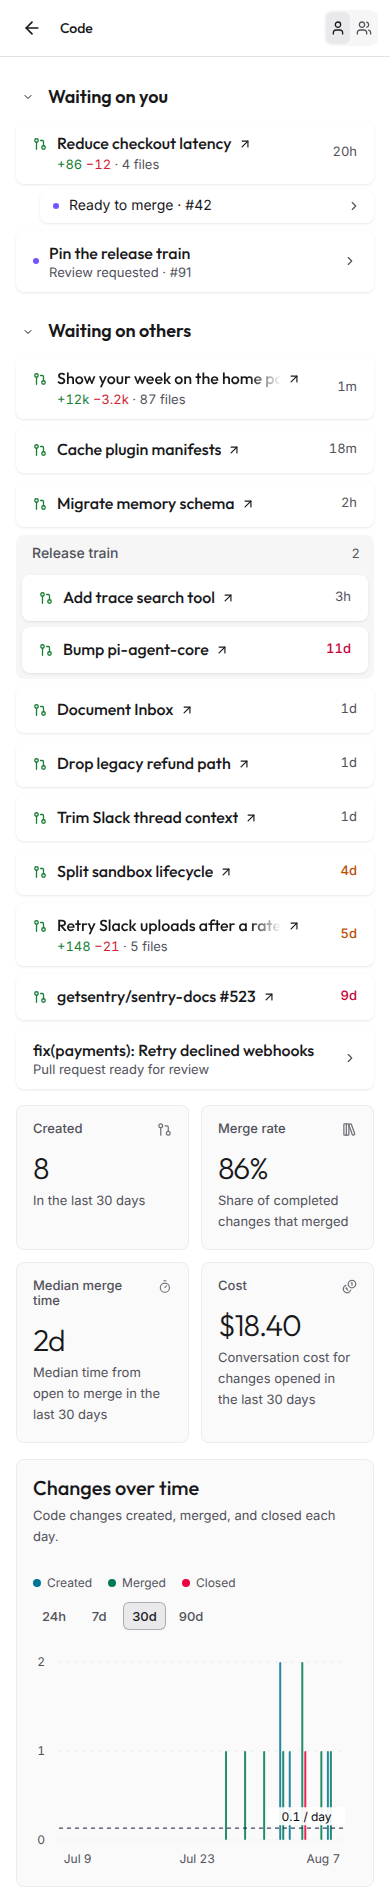 Code
Waiting on you
Reduce checkout latency
20h
+86 −12 · 4 files
Ready to merge · #42
Pin the release train
Review requested · #91
Waiting on others
Show your week on the home
1m
+12k −3.2k · 87 files
Cache plugin manifests
18m
Migrate memory schema
2h
Release train
2
Add trace search tool
3h
Bump pi-agent-core
11d
Document Inbox
1d
Drop legacy refund path
1d
Trim Slack thread context
1d
Split sandbox lifecycle
4d
Retry Slack uploads after a rate
5d
+148 −21 · 5 files
getsentry/sentry-docs #523
9d
fix(payments): Retry declined webhooks
Pull request ready for review
Created
8
In the last 30 days
Merge rate
86%
Share of completed
changes that merged
Median merge
time
2d
Median time from
open to merge in the
last 30 days
Cost
$18.40
Conversation cost for
changes opened in
the last 30 days
Changes over time
Code changes created, merged, and closed each
day.
Created
Merged
Closed
24h
7d
30d
90d
2
1
0.1 / day
0
Jul 9
Jul 23
Aug 7